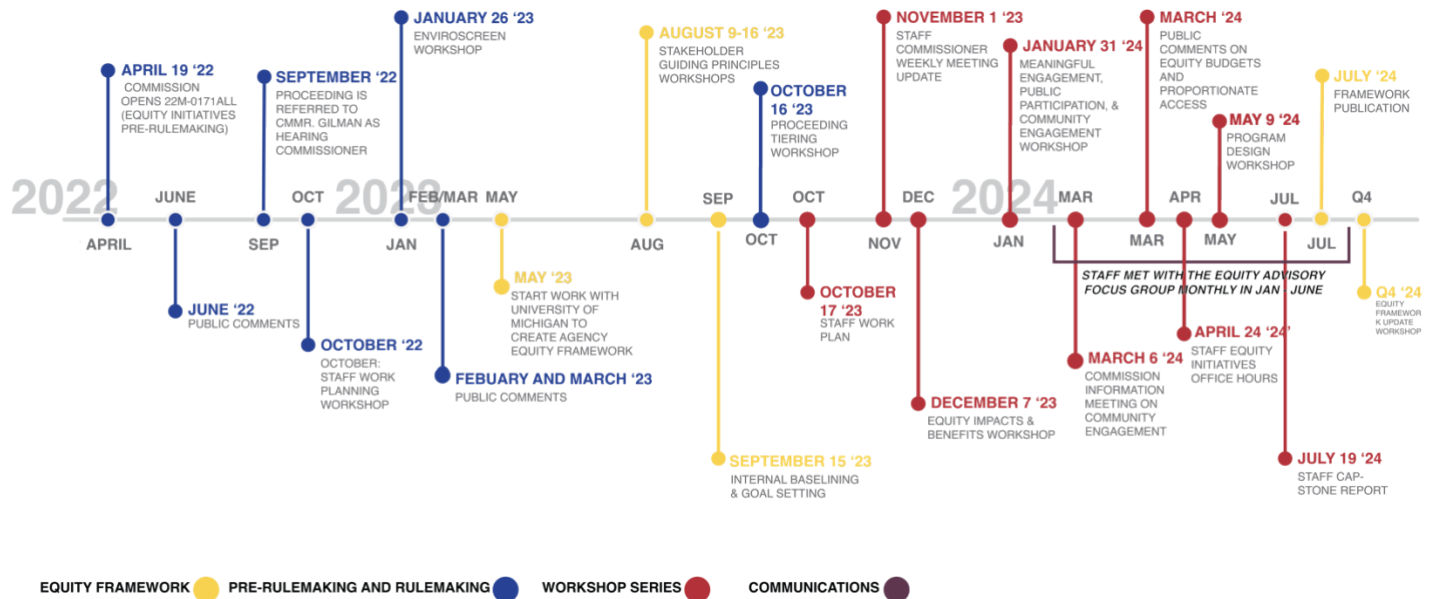 JANUARY 26 ‘23
ENVIROSCREEN
WORKSHOP
APRIL 19 ‘22
COMMISSION
OPENS 22M-0171ALL
(EQUITY INITIATIVES
PRE-RULEMAKING)
SEPTEMBER ‘22
PROCEEDING IS
REFERRED TO
CMMR. GILMAN AS
HEARING
COMMISSIONER
AUGUST 9-16 ‘23
STAKEHOLDER
GUIDING PRINCIPLES
WORKSHOPS
OCTOBER
16 ‘23
PROCEEDING
TIERING
WORKSHOP
NOVEMBER 1 ‘23
STAFF
COMMISSIONER
WEEKLY MEETING
UPDATE
JANUARY 31 ‘24
MEANINGFUL
ENGAGEMENT,
PUBLIC
PARTICIPATION, &
COMMUNITY
ENGAGEMENT
WORKSHOP
MARCH ‘24
PUBLIC
COMMENTS ON
EQUITY BUDGETS
AND
PROPORTIONATE
ACCESS
MAY 9 ‘24
PROGRAM
DESIGN
WORKSHOP
JULY ‘24
FRAMEWORK
PUBLICATION
2022
JUNE
OCT
2023
FEB/MAR
MAY
SEP
OCT
DEC
2024
MAR
APR
JUL
Q4
APRIL
SEP
JAN
AUG
OCT
NOV
JAN
MAR
MAY
JUL
STAFF MET WITH THE EQUITY ADVISORY
FOCUS GROUP MONTHLY IN JAN - JUNE
JUNE ‘22
PUBLIC COMMENTS
OCTOBER ‘22
OCTOBER:
STAFF WORK
PLANNING
WORKSHOP
FEBUARY AND MARCH ‘23
PUBLIC COMMENTS
MAY ‘23
START WORK WITH
UNIVERSITY OF
MICHIGAN TO
CREATE AGENCY
EQUITY FRAMEWORK
SEPTEMBER 15 ‘23
INTERNAL BASELINING
& GOAL SETTING
OCTOBER
17 ‘23
STAFF WORK
PLAN
DECEMBER 7 ‘23
EQUITY IMPACTS &
BENEFITS WORKSHOP
MARCH 6 ‘24
COMMISSION
INFORMATION
MEETING ON
COMMUNITY
ENGAGEMENT
APRIL 24 ‘24’
STAFF EQUITY
INITIATIVES
OFFICE HOURS
JULY 19 ‘24
STAFF CAP-
STONE REPORT
Q4 ‘24
EQUITY
FRAMEWOR
K UPDATE
WORKSHOP
EQUITY FRAMEWORK
PRE-RULEMAKING AND RULEMAKING
WORKSHOP SERIES
COMMUNICATIONS